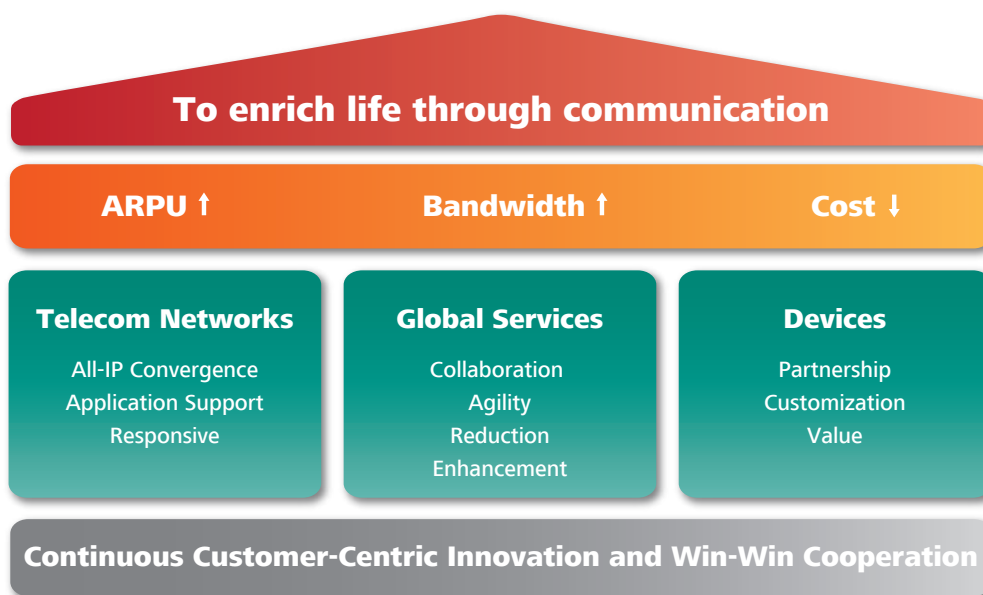 To enrich life through communication
ARPU ↑ Bandwidth ↑ Cost ↓
Telecom Networks
All-IP Convergence
Application Support
Responsive
Global Services
Collaboration
Agility
Reduction
Enhancement
Devices
Partnership
Customization
Value
Continuous Customer-Centric Innovation and Win-Win Cooperation